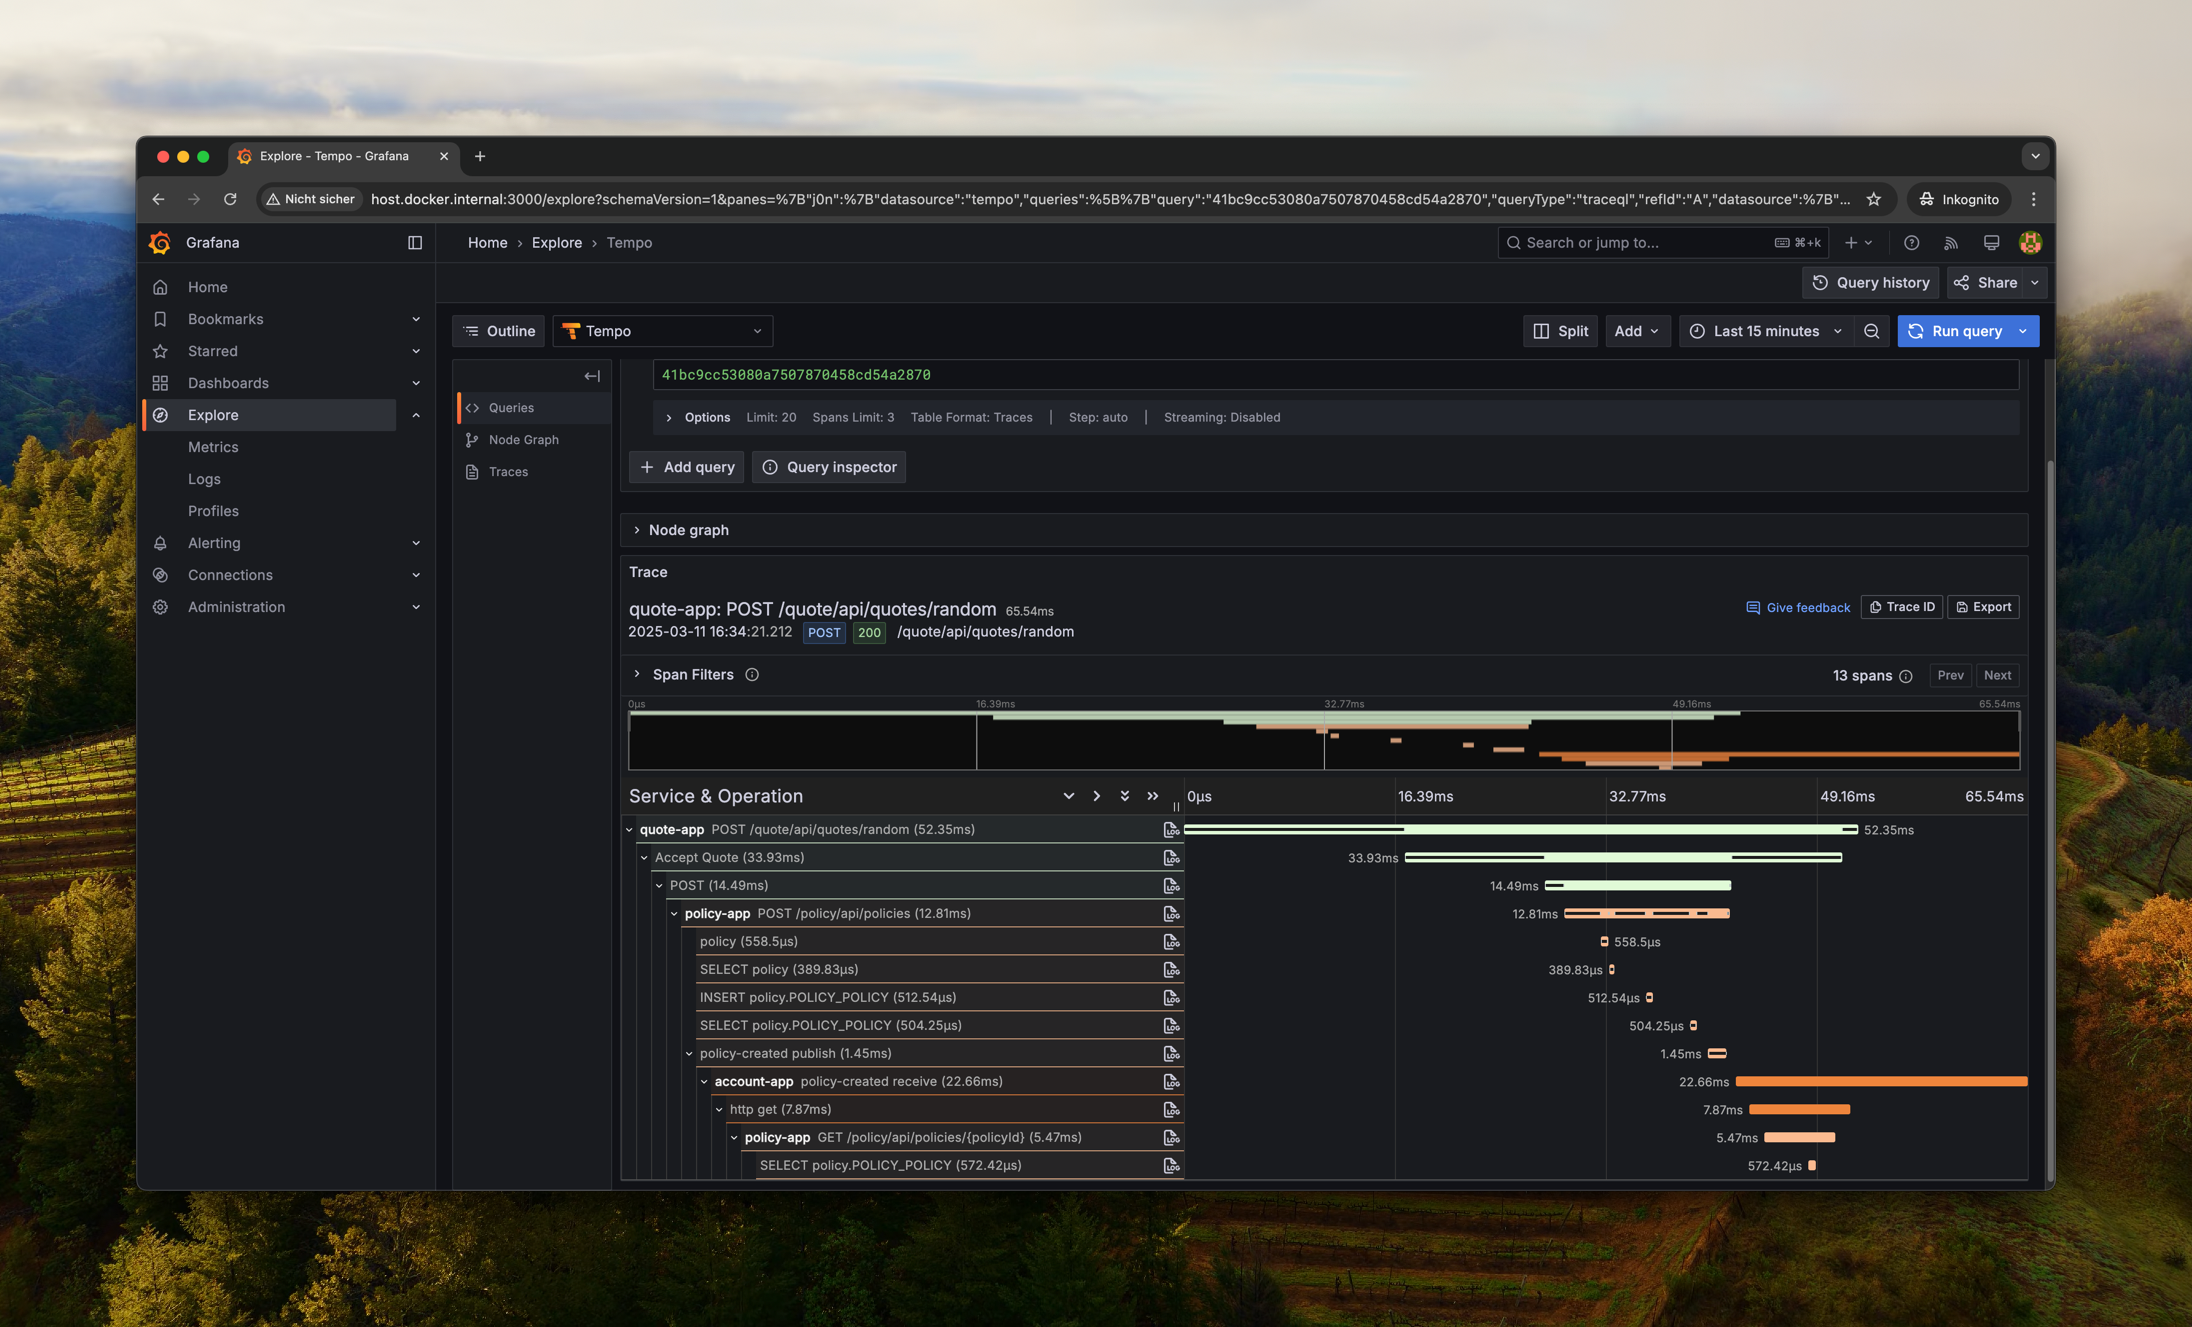 Explore - Tempo - Grafana
Nicht sicher host.docker.internal:3000/explore?schemaVersion=1&panes=%7B"j0n":%7B"datasource":"tempo","queries":%5B%7B"query":"41bc9cc53080a7507870458cd54a2870","queryType":"traceql","refId":"A","datasource":%7B"... Inkognito
Grafana
Home › Explore › Tempo
Search or jump to... ⌘+k
Query history Share
Home
Bookmarks
Starred
Dashboards
Explore
Metrics
Logs
Profiles
Alerting
Connections
Administration
Outline Tempo Split Add Last 15 minutes Run query
Queries
Node Graph
Traces
41bc9cc53080a7507870458cd54a2870
Options Limit: 20 Spans Limit: 3 Table Format: Traces | Step: auto | Streaming: Disabled
+ Add query Query inspector
Node graph
Trace
quote-app: POST /quote/api/quotes/random 65.54ms
Give feedback Trace ID Export
2025-03-11 16:34:21.212 POST 200 /quote/api/quotes/random
Span Filters 13 spans Prev Next
0μs 16.39ms 32.77ms 49.16ms 65.54ms
Service & Operation 0μs 16.39ms 32.77ms 49.16ms 65.54ms
quote-app POST /quote/api/quotes/random (52.35ms) 52.35ms
Accept Quote (33.93ms) 33.93ms
POST (14.49ms) 14.49ms
policy-app POST /policy/api/policies (12.81ms) 12.81ms
policy (558.5μs) 558.5μs
SELECT policy (389.83μs) 389.83μs
INSERT policy.POLICY_POLICY (512.54μs) 512.54μs
SELECT policy.POLICY_POLICY (504.25μs) 504.25μs
policy-created publish (1.45ms) 1.45ms
account-app policy-created receive (22.66ms) 22.66ms
http get (7.87ms) 7.87ms
policy-app GET /policy/api/policies/{policyId} (5.47ms) 5.47ms
SELECT policy.POLICY_POLICY (572.42μs) 572.42μs